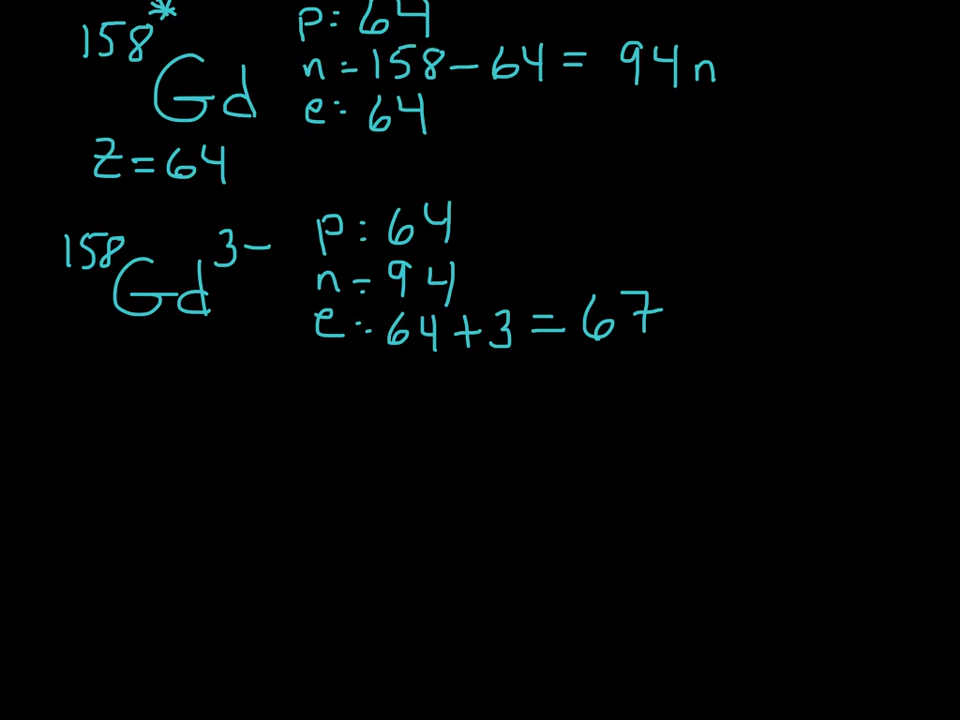 158* Gd
p: 64
n = 158 - 64 = 94 n
e: 64
Z = 64
158 Gd 3-
p: 64
n = 94
e: 64 + 3 = 67